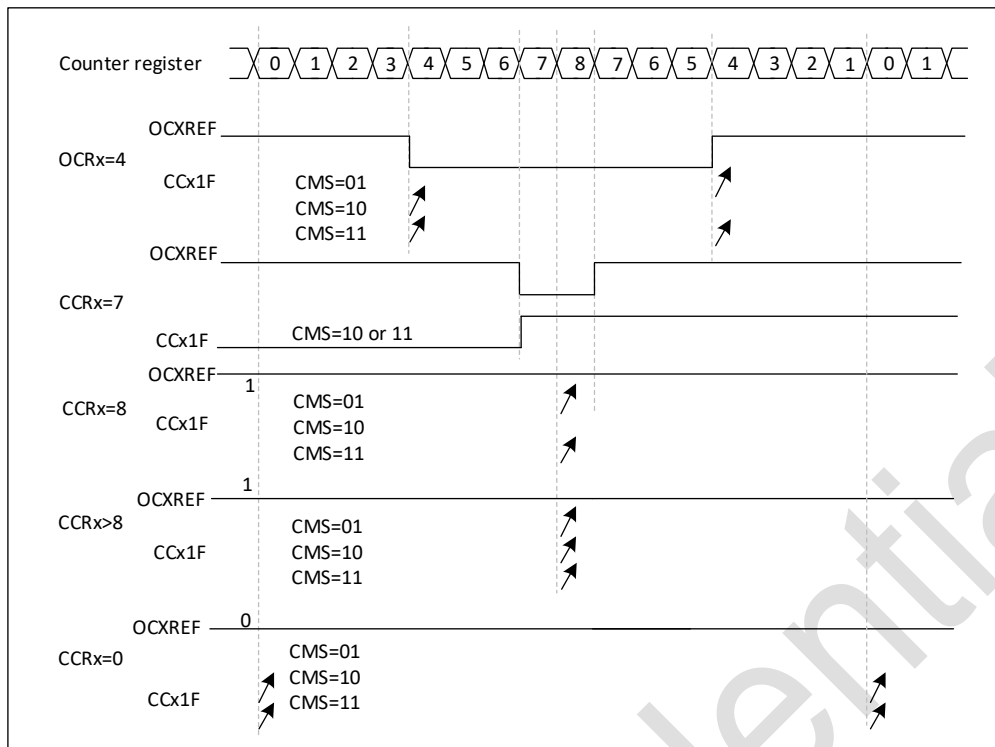 Counter register 0 1 2 3 4 5 6 7 8 7 6 5 4 3 2 1 0 1
OCXREF
OCRx=4
CCx1F
CMS=01
CMS=10
CMS=11
OCXREF
CCRx=7
CCx1F
CMS=10 or 11
OCXREF
1
CCRx=8
CCx1F
CMS=01
CMS=10
CMS=11
OCXREF
1
CCRx>8
CCx1F
CMS=01
CMS=10
CMS=11
OCXREF
0
CCRx=0
CCx1F
CMS=01
CMS=10
CMS=11
dentia